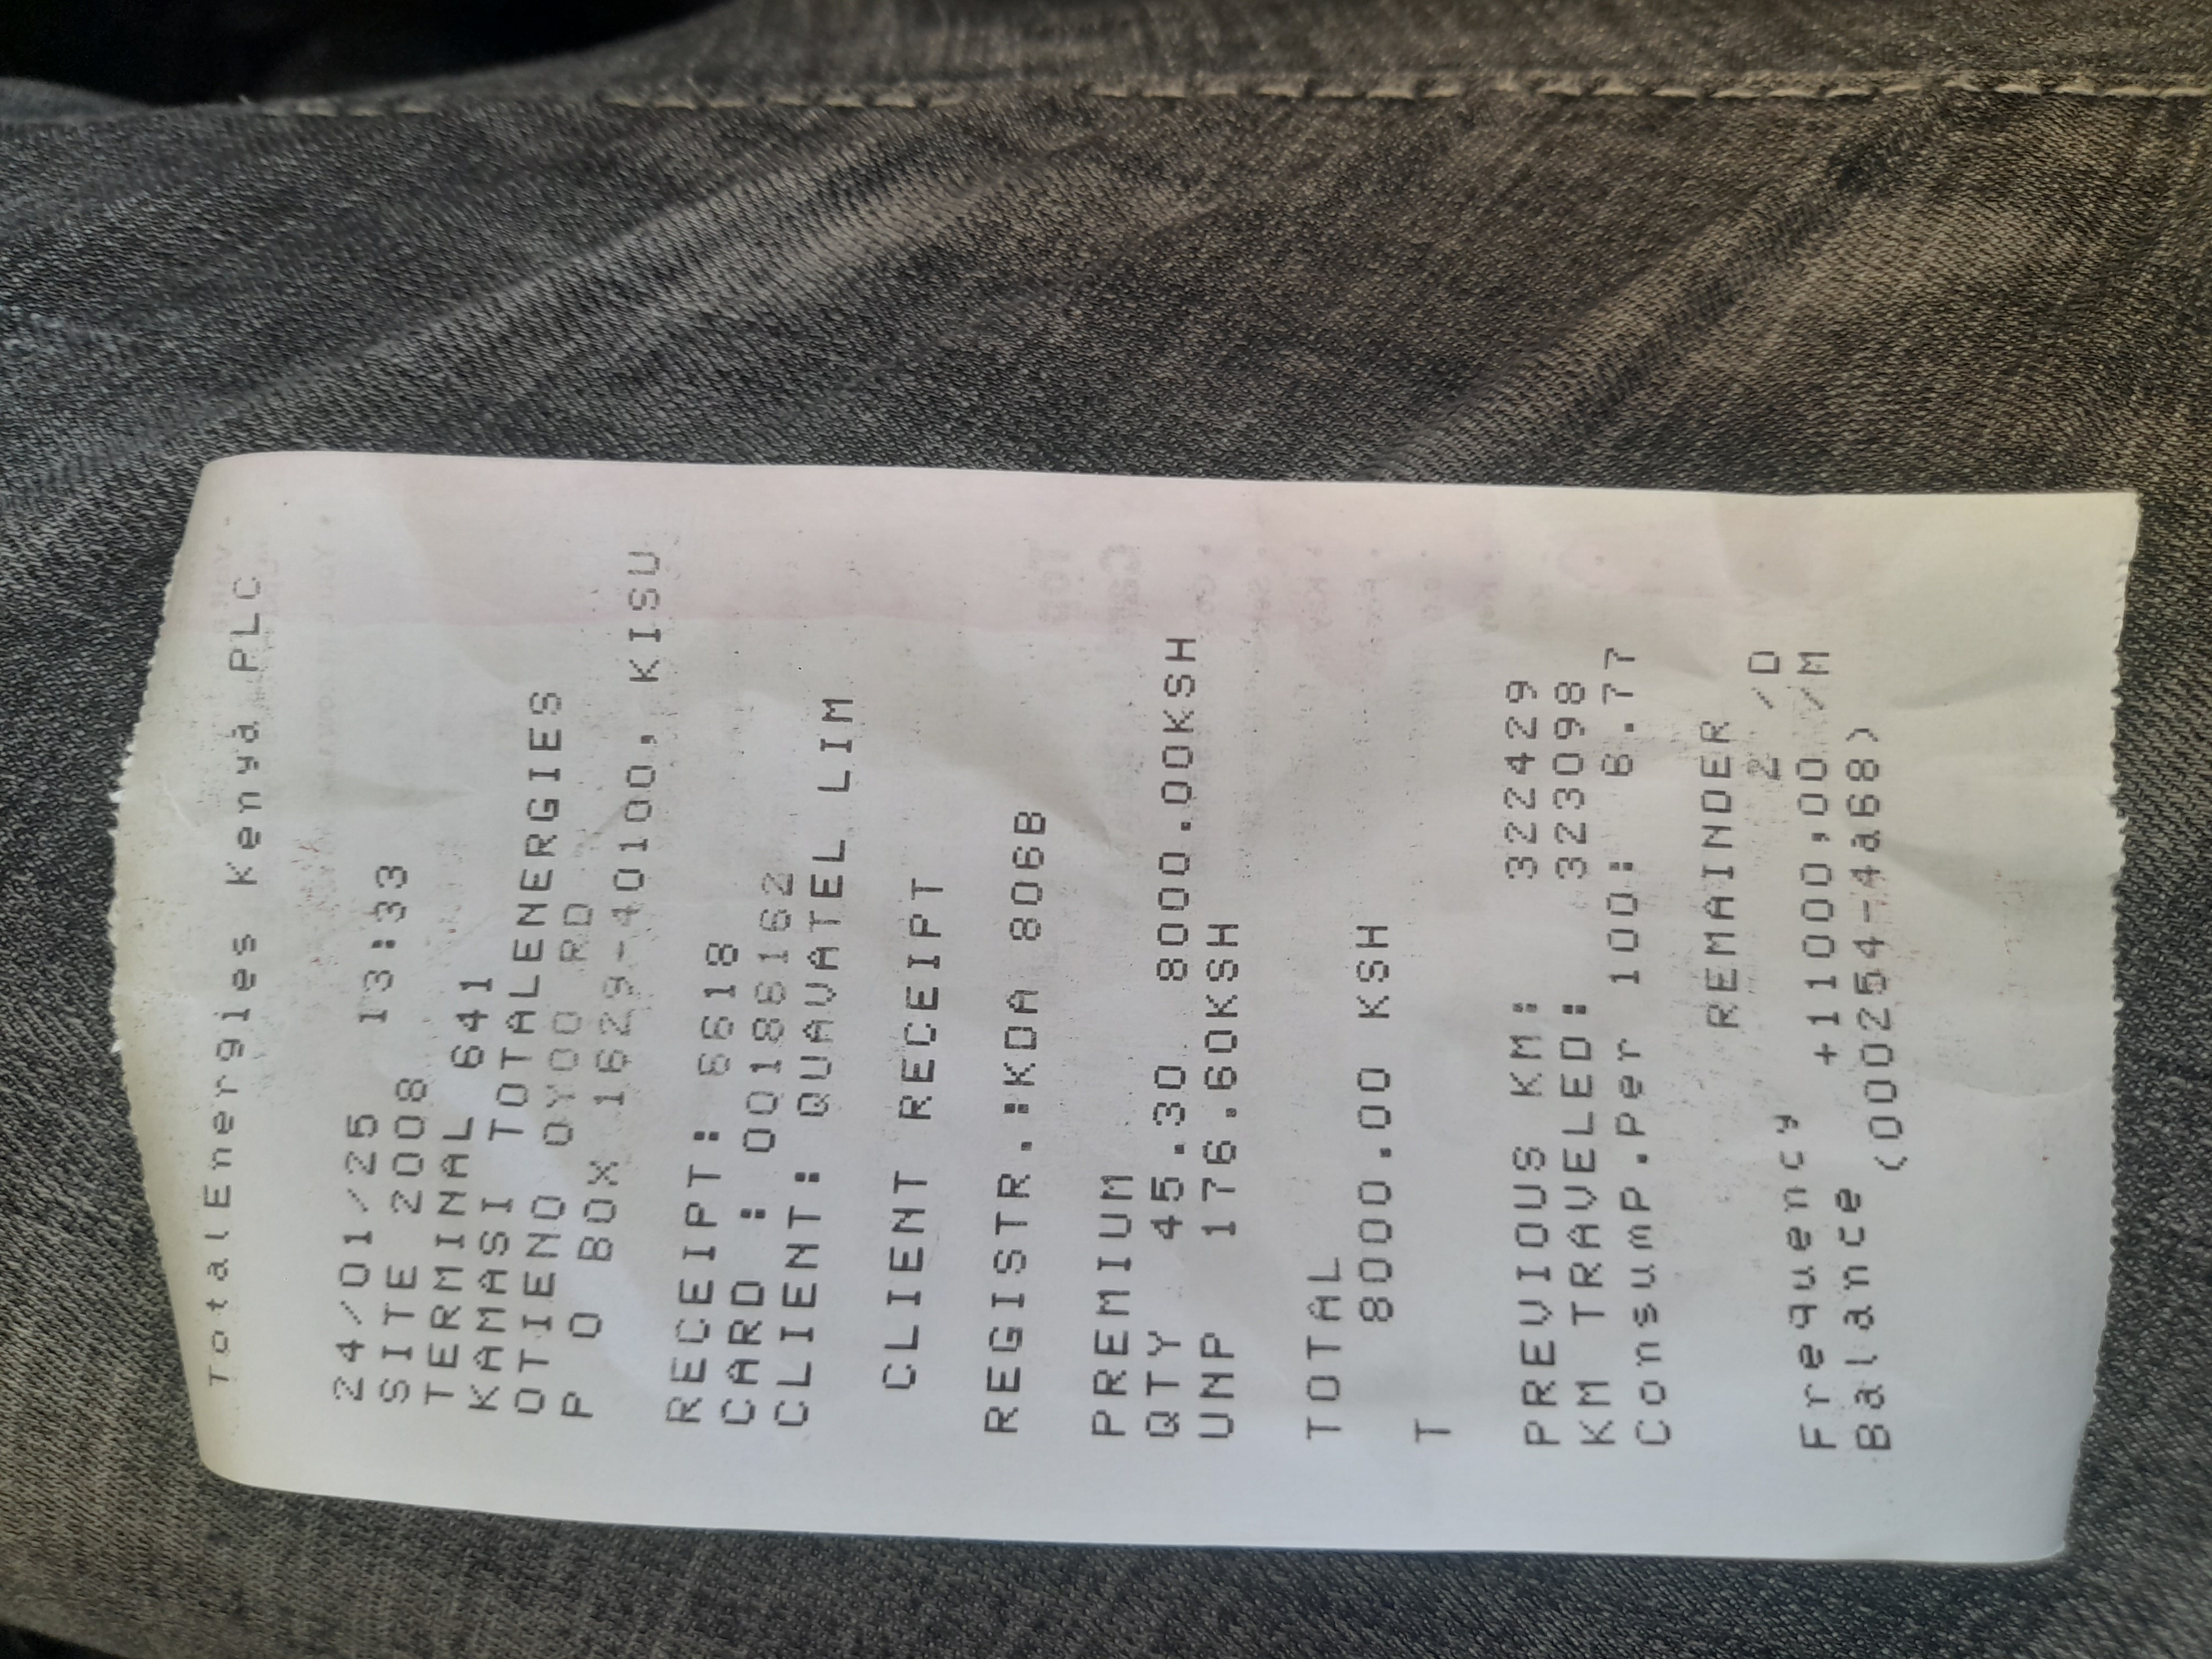 TotalEnergies Kenya PLC
24/01/25 13:33
SITE 2008
TERMINAL 641
KAMASI TOTALENERGIES
OTIENO OYOO RD
P O BOX 1629-40100, KISU
RECEIPT: 6618
CARD : 00186162
CLIENT: QUAVATEL LIM
CLIENT RECEIPT
REGISTR.:KDA 806B
PREMIUM
QTY 45.30 8000.00KSH
UNP 176.60KSH
TOTAL
8000.00 KSH
T
PREVIOUS KM: 322429
KM TRAVELED: 323098
Consump.Per 100: 6.77
REMAINDER
Frequency 2 /D
Balance +11000,00 /M
(000254-4a68)